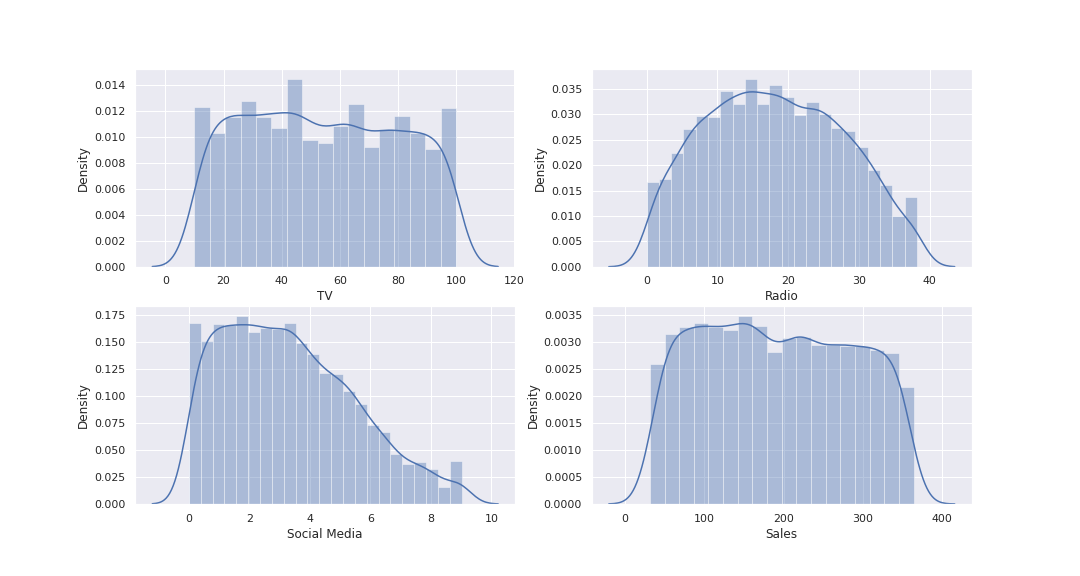 0.014
0.012
0.010
0.008
0.006
0.004
0.002
0.000
Density
0 20 40 60 80 100 120
TV
0.035
0.030
0.025
0.020
0.015
0.010
0.005
0.000
Density
0 10 20 30 40
Radio
0.175
0.150
0.125
0.100
0.075
0.050
0.025
0.000
Density
0 2 4 6 8 10
Social Media
0.0035
0.0030
0.0025
0.0020
0.0015
0.0010
0.0005
0.0000
Density
0 100 200 300 400
Sales